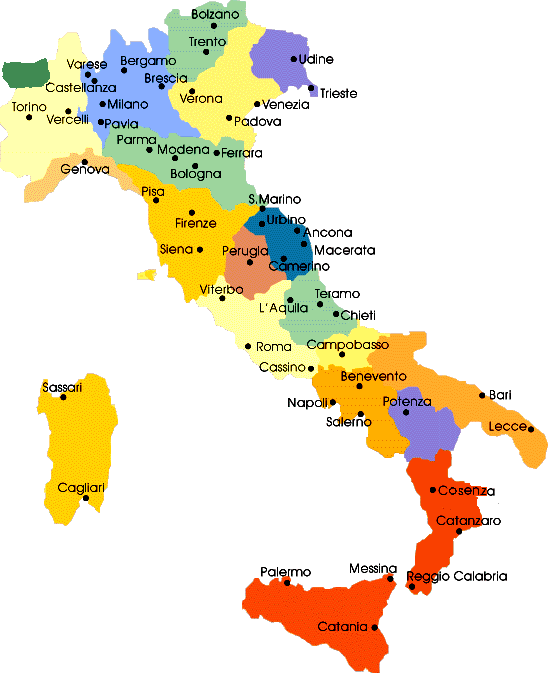 Bolzano
Trento
Udine
Bergamo
Varese
Brescia
Castellanza
Trieste
Verona
Venezia
Torino
Milano
Vercelli
Padova
Pavia
Parma
Modena
Ferrara
Genova
Bologna
Pisa
S.Marino
Firenze
Urbino
Ancona
Siena
Perugia
Macerata
Camerino
Viterbo
Teramo
L'Aquila
Chieti
Roma
Campobasso
Cassino
Benevento
Sassari
Napoli
Potenza
Bari
Salerno
Lecce
Cagliari
Cosenza
Catanzaro
Palermo
Messina
Reggio Calabria
Catania